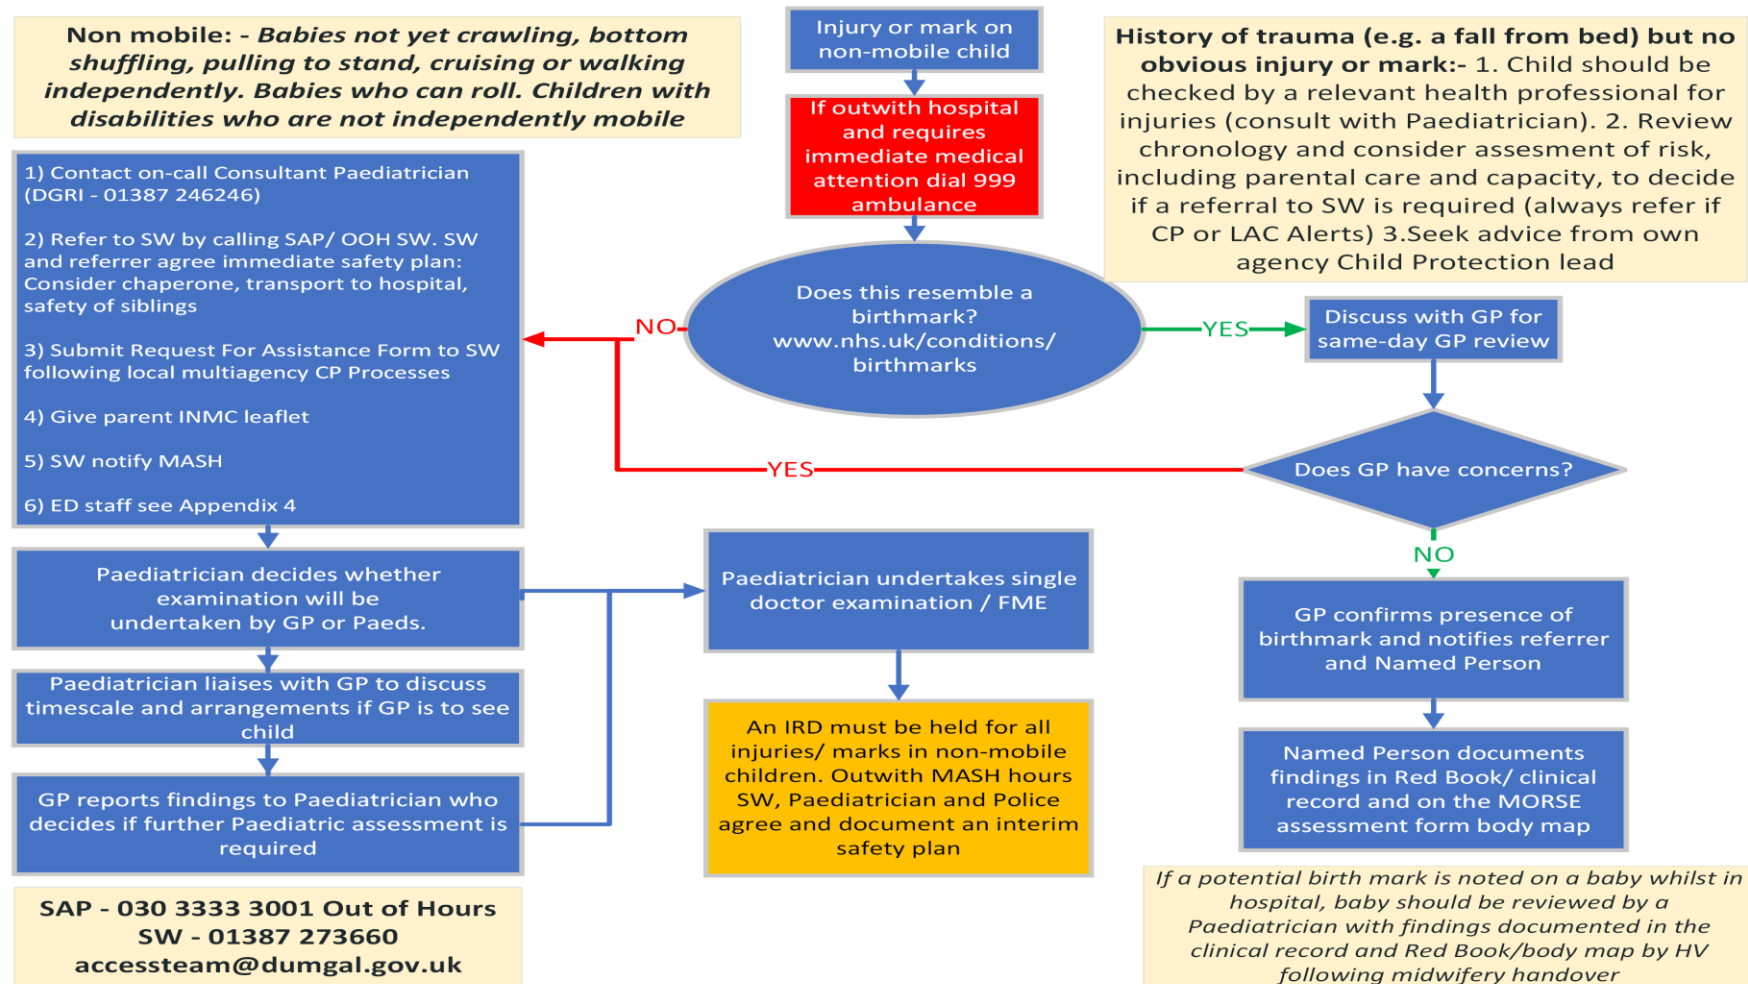 Non mobile: - Babies not yet crawling, bottom
shuffling, pulling to stand, cruising or walking
independently. Babies who can roll. Children with
disabilities who are not independently mobile
Injury or mark on
non-mobile child
If outwith hospital
and requires
immediate medical
attention dial 999
ambulance
History of trauma (e.g. a fall from bed) but no
obvious injury or mark:- 1. Child should be
checked by a relevant health professional for
injuries (consult with Paediatrician). 2. Review
chronology and consider assesment of risk,
including parental care and capacity, to decide
if a referral to SW is required (always refer if
CP or LAC Alerts) 3.Seek advice from own
agency Child Protection lead
Does this resemble a
birthmark?
www.nhs.uk/conditions/
birthmarks
NO
YES
Discuss with GP for
same-day GP review
1) Contact on-call Consultant Paediatrician
(DGRI - 01387 246246)
2) Refer to SW by calling SAP/ OOH SW. SW
and referrer agree immediate safety plan:
Consider chaperone, transport to hospital,
safety of siblings
3) Submit Request For Assistance Form to SW
following local multiagency CP Processes
4) Give parent INMC leaflet
5) SW notify MASH
6) ED staff see Appendix 4
YES
Does GP have concerns?
NO
Paediatrician decides whether
examination will be
undertaken by GP or Paeds.
Paediatrician liaises with GP to discuss
timescale and arrangements if GP is to see
child
GP reports findings to Paediatrician who
decides if further Paediatric assessment is
required
Paediatrician undertakes single
doctor examination / FME
An IRD must be held for all
injuries/ marks in non-mobile
children. Outwith MASH hours
SW, Paediatrician and Police
agree and document an interim
safety plan
GP confirms presence of
birthmark and notifies referrer
and Named Person
Named Person documents
findings in Red Book/ clinical
record and on the MORSE
assessment form body map
SAP - 030 3333 3001 Out of Hours
SW - 01387 273660
accessteam@dumgal.gov.uk
If a potential birth mark is noted on a baby whilst in
hospital, baby should be reviewed by a
Paediatrician with findings documented in the
clinical record and Red Book/body map by HV
following midwifery handover